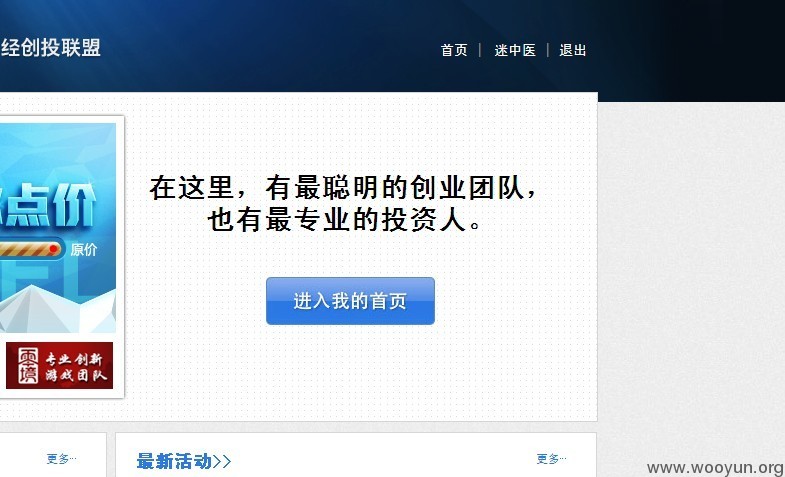 经创投联盟
首页 | 迷中医 | 退出
点价
原价
在这里，有最聪明的创业团队，
也有最专业的投资人。
进入我的首页
零境 专业创新
游戏团队
更多...
最新活动>>
更多...
www.wooyun.org